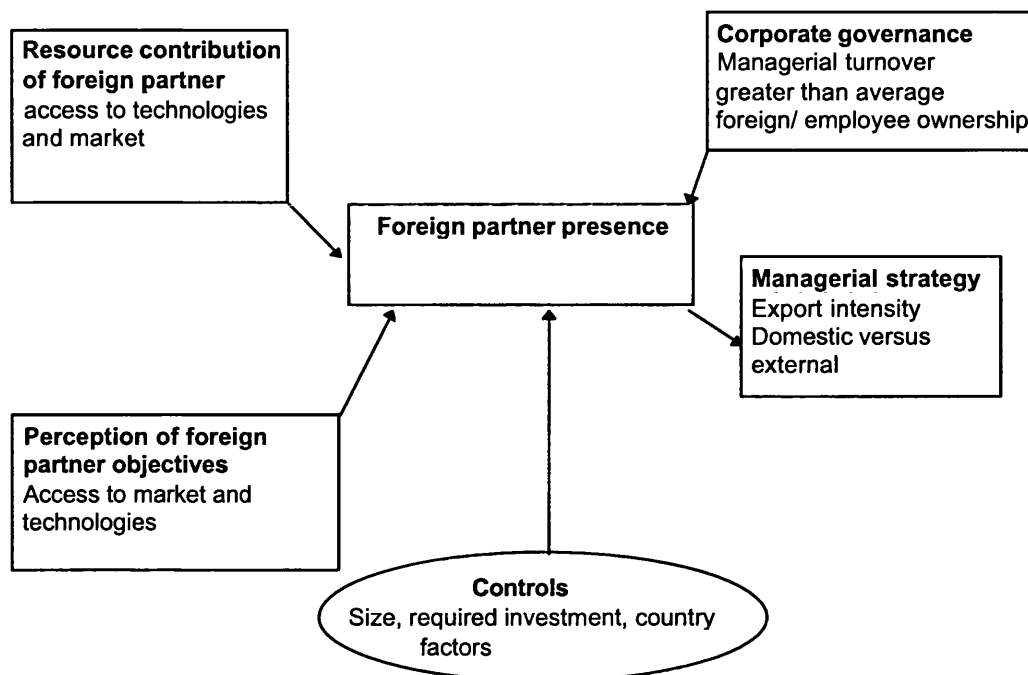 Resource contribution
of foreign partner
access to technologies
and market
Corporate governance
Managerial turnover
greater than average
foreign/ employee ownership
Foreign partner presence
Managerial strategy
Export intensity
Domestic versus
external
Perception of foreign
partner objectives
Access to market and
technologies
Controls
Size, required investment, country
factors